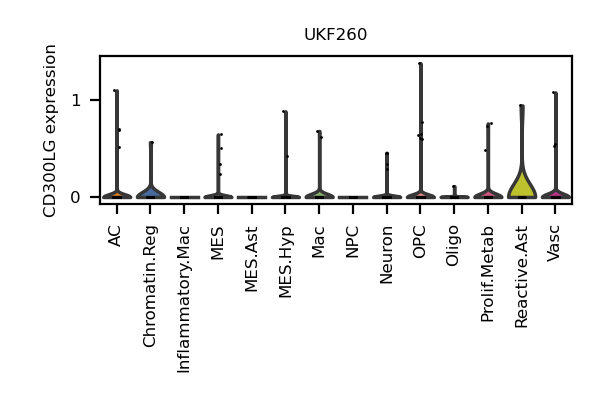 UKF260
CD300LG expression
1
0
AC
Chromatin.Reg
Inflammatory.Mac
MES
MES.Ast
MES.Hyp
Mac
NPC
Neuron
OPC
Oligo
Prolif.Metab
Reactive.Ast
Vasc